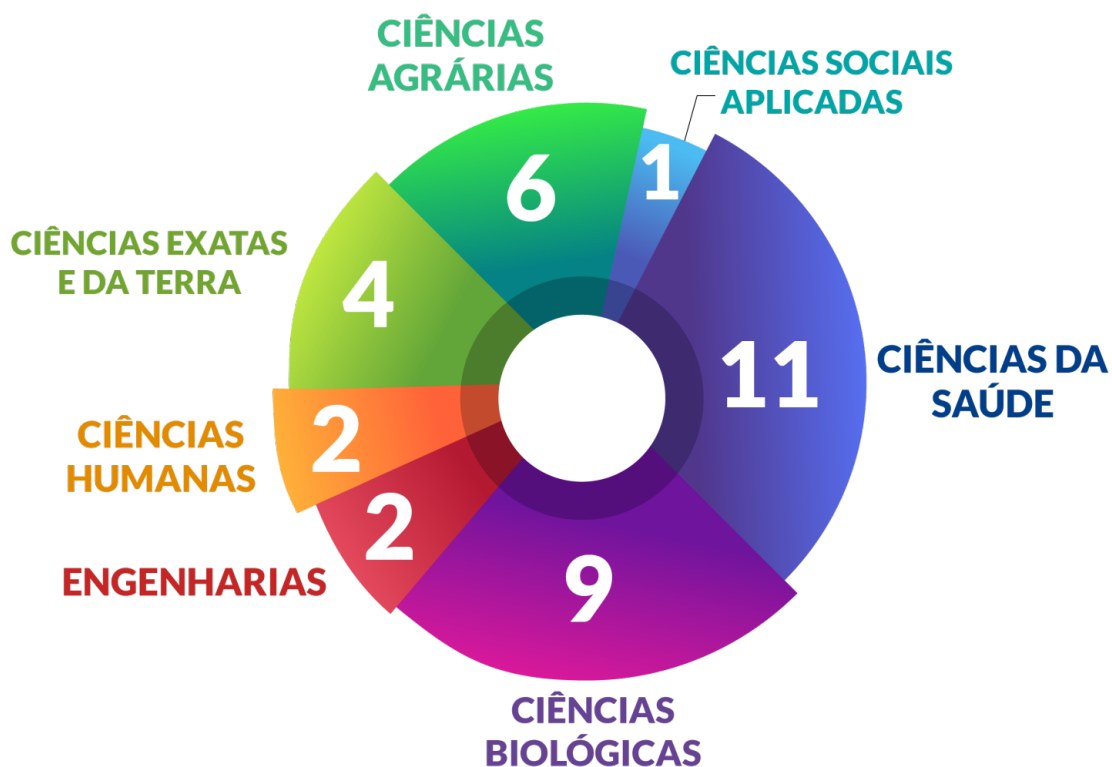 CIÊNCIAS
AGRÁRIAS
6
CIÊNCIAS SOCIAIS
APLICADAS
1
11
CIÊNCIAS DA
SAÚDE
9
CIÊNCIAS
BIOLÓGICAS
2
ENGENHARIAS
2
CIÊNCIAS
HUMANAS
4
CIÊNCIAS EXATAS
E DA TERRA